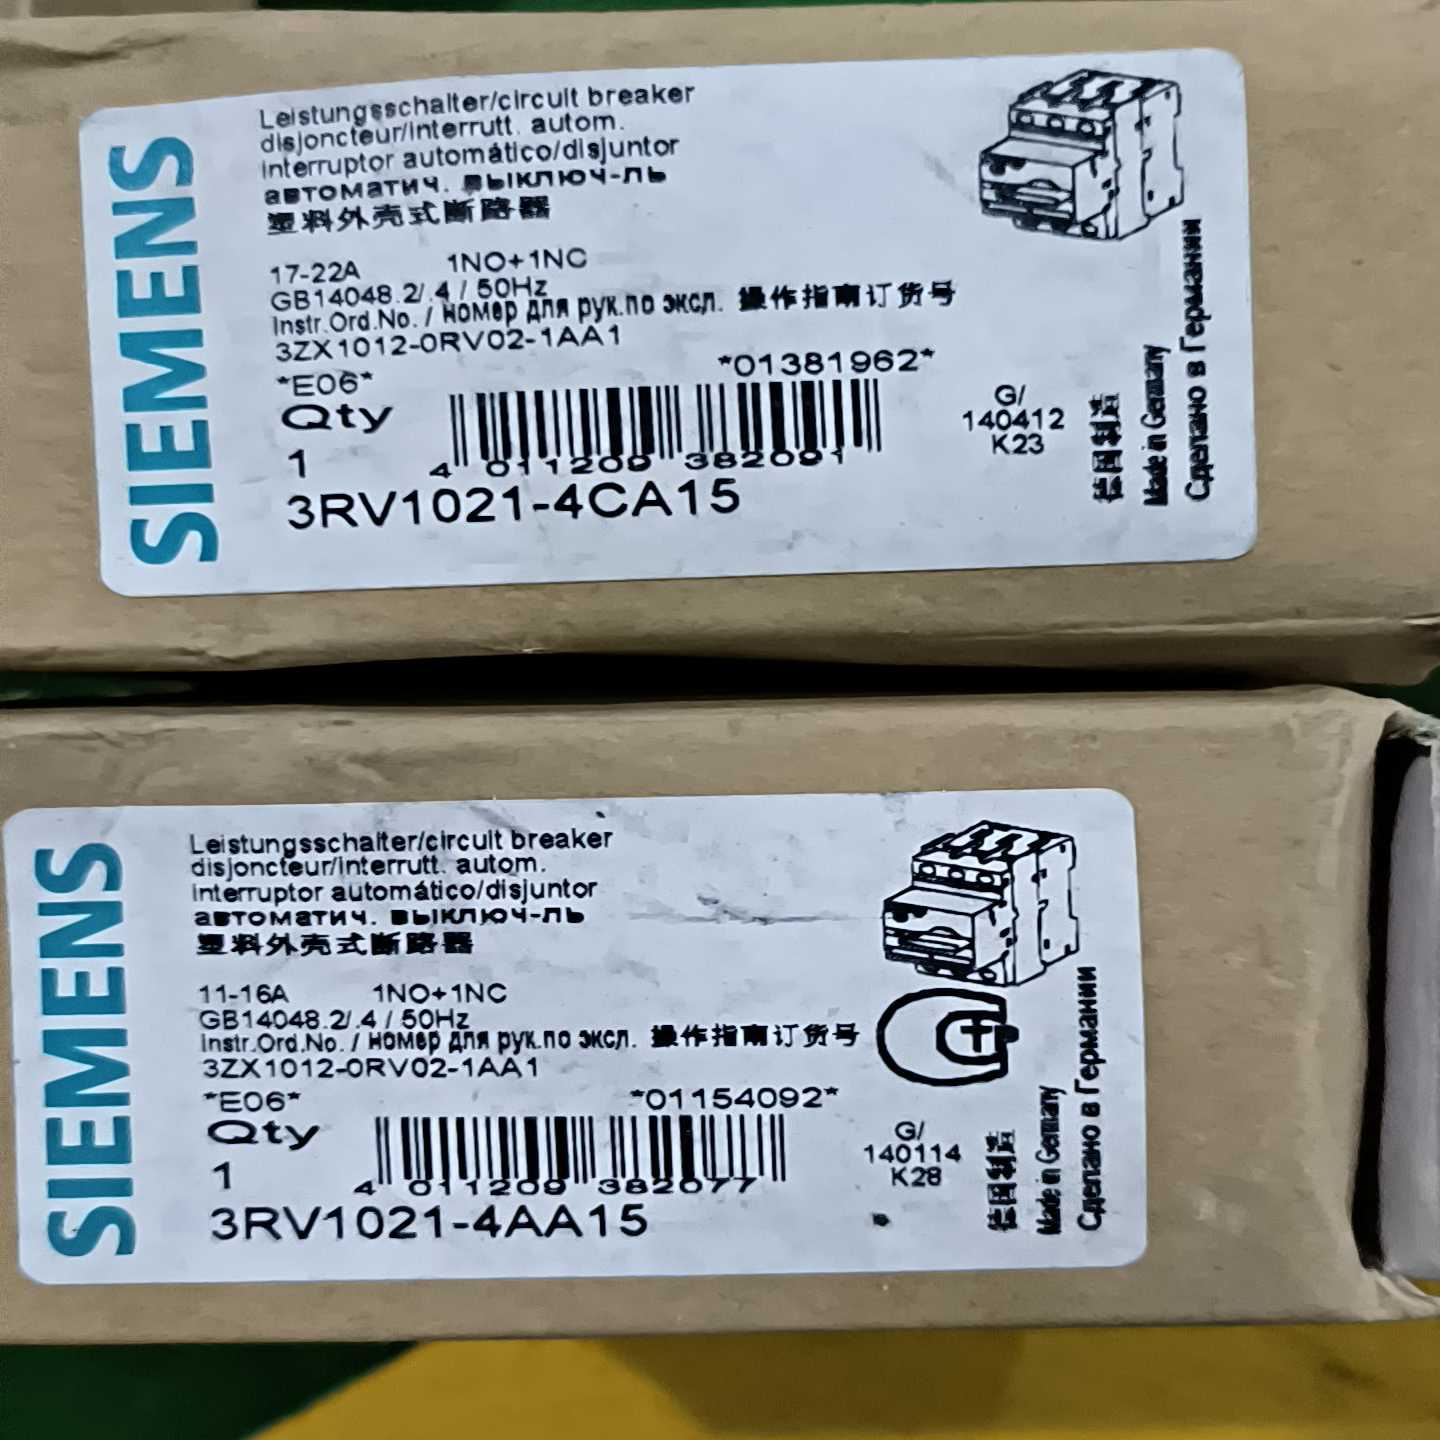 SIEMENS
Leistungsschalter/circuit breaker
disjoncteur/interrutt. autom.
interruptor automático/disjuntor
автоматич. выключ-ль
塑料外壳式断路器
17-22A 1NO+1NC
GB14048.2/.4 / 50Hz
Instr.Ord.No. / номер для рук.по эксл. 操作指南订货号
3ZX1012-0RV02-1AA1
*E06* *01381962*
Qty
1
4 011209 382091
3RV1021-4CA15
G/
140412
K23
德国制造
Made in Germany
Сделано в Германии
SIEMENS
Leistungsschalter/circuit breaker
disjoncteur/interrutt. autom.
interruptor automático/disjuntor
автоматич. выключ-ль
塑料外壳式断路器
11-16A 1NO+1NC
GB14048.2/.4 / 50Hz
Instr.Ord.No. / номер для рук.по эксл. 操作指南订货号
3ZX1012-0RV02-1AA1
*E06* *01154092*
Qty
1
4 011209 382077
3RV1021-4AA15
G/
140114
K28
德国制造
Made in Germany
Сделано в Германии